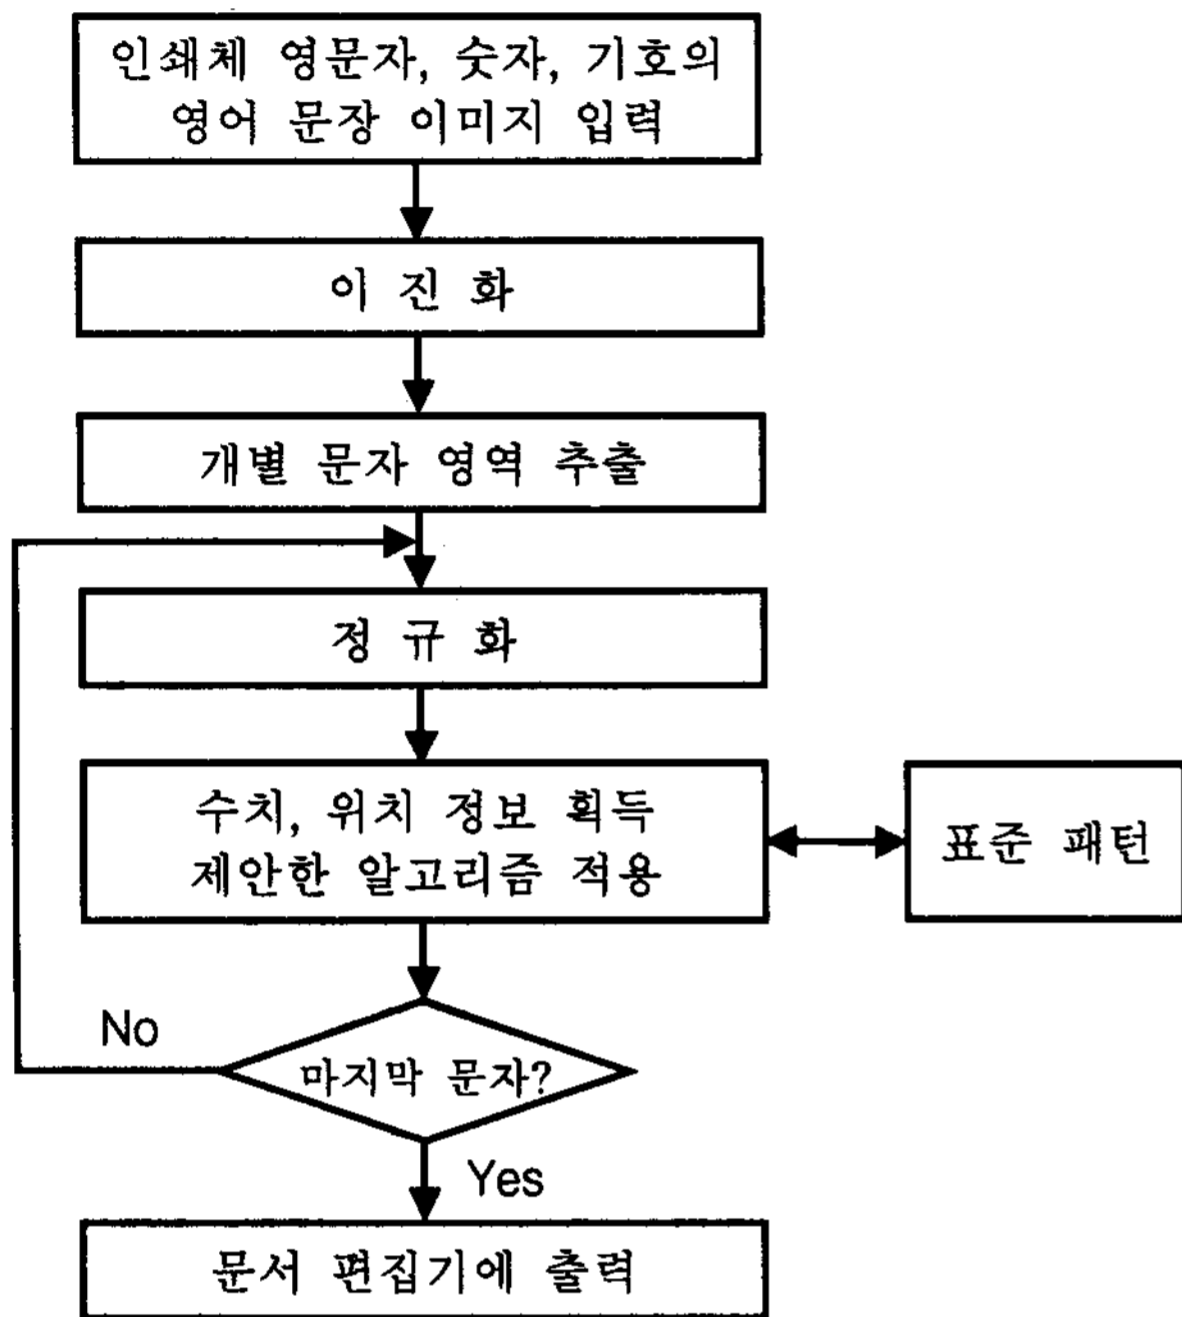 인쇄체 영문자, 숫자, 기호의
영어 문장 이미지 입력
이 진 화
개별 문자 영역 추출
정 규 화
수치, 위치 정보 획득
제안한 알고리즘 적용
표준 패턴
마지막 문자?
No
Yes
문서 편집기에 출력